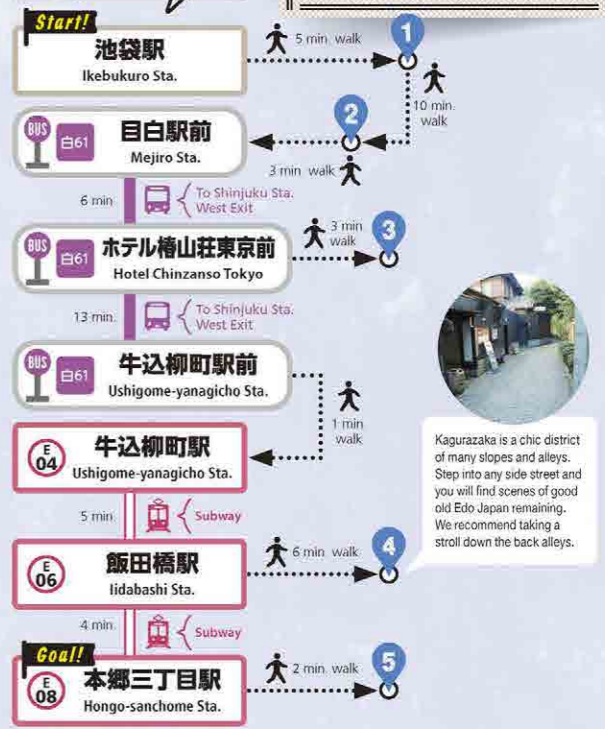 Start!
池袋駅
Ikebukuro Sta.
5 min. walk
1
10 min.
walk
2
3 min. walk
BUS
白61
目白駅前
Mejiro Sta.
6 min.
To Shinjuku Sta.
West Exit
BUS
白61
ホテル椿山荘東京前
Hotel Chinzanso Tokyo
3 min
walk
3
13 min.
To Shinjuku Sta.
West Exit
BUS
白61
牛込柳町駅前
Ushigome-yanagicho Sta.
1 min
walk
E
04
牛込柳町駅
Ushigome-yanagicho Sta.
5 min.
Subway
E
06
飯田橋駅
Iidabashi Sta.
6 min. walk
4
Kagurazaka is a chic district
of many slopes and alleys.
Step into any side street and
you will find scenes of good
old Edo Japan remaining.
We recommend taking a
stroll down the back alleys.
4 min.
Subway
Goal!
E
08
本郷三丁目駅
Hongo-sanchome Sta.
2 min. walk
5